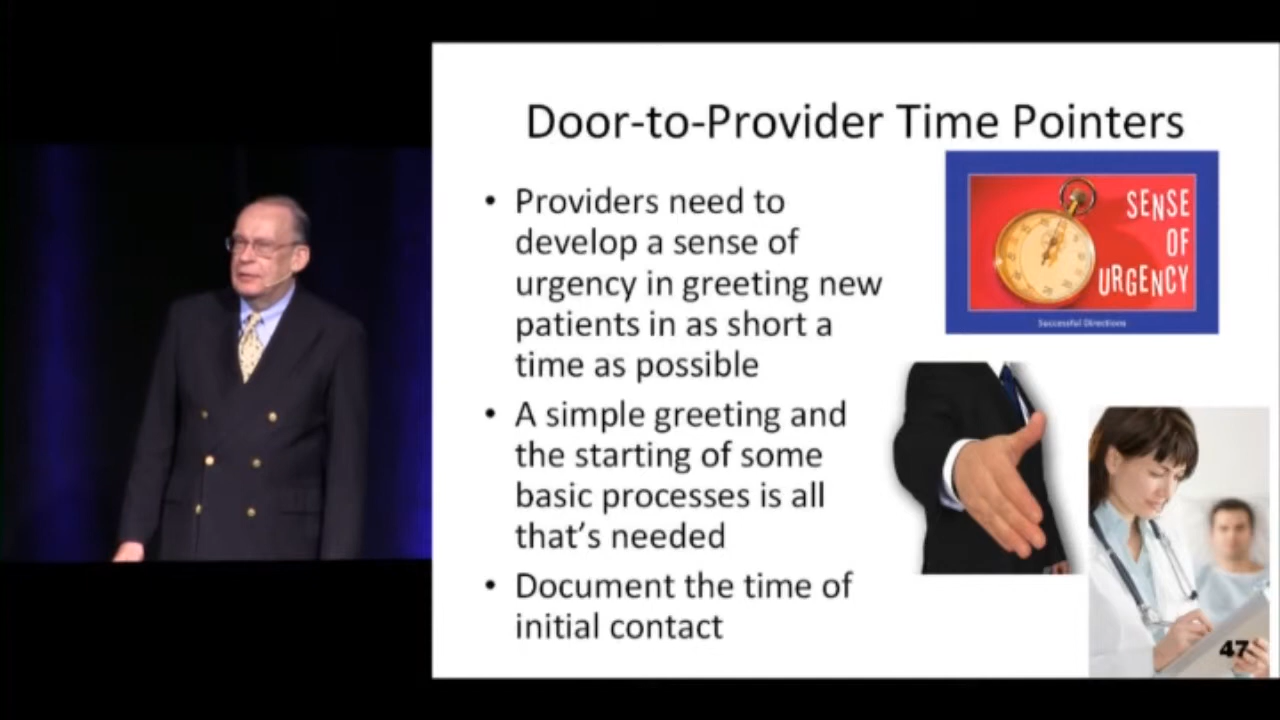 Door-to-Provider Time Pointers
• Providers need to
develop a sense of
urgency in greeting new
patients in as short a
time as possible
• A simple greeting and
the starting of some
basic processes is all
that's needed
• Document the time of
initial contact
SENSE
OF
URGENCY
Successful Directions
47